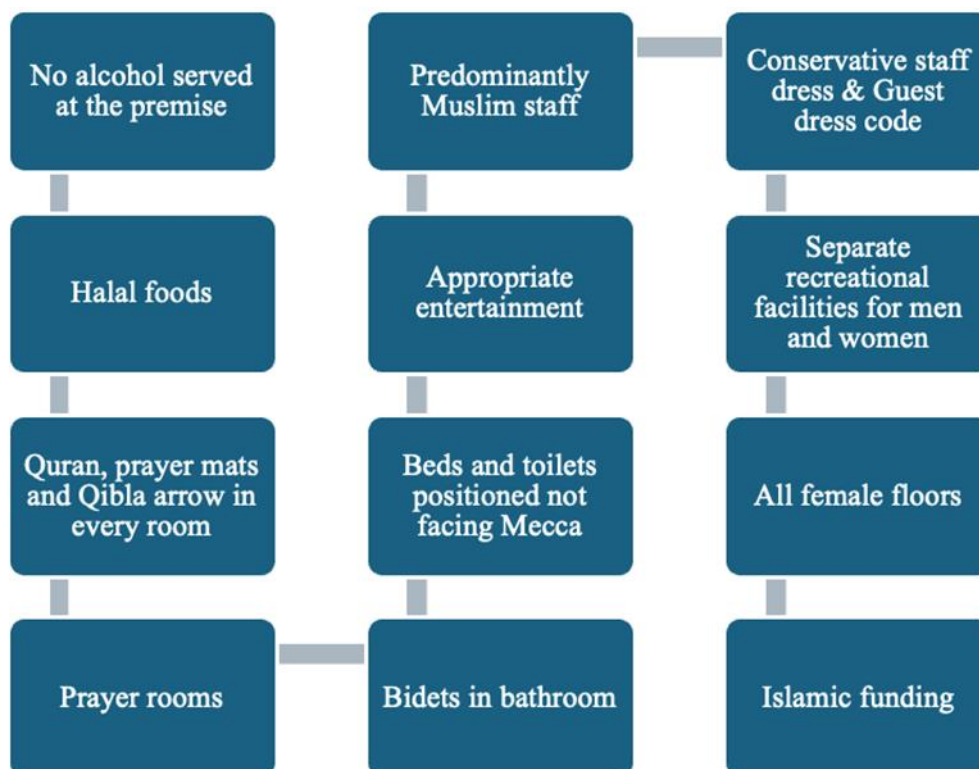 No alcohol served
at the premise
Halal foods
Quran, prayer mats
and Qibla arrow in
every room
Prayer rooms
Bidets in bathroom
Beds and toilets
positioned not
facing Mecca
Appropriate
entertainment
Predominantly
Muslim staff
Conservative staff
dress & Guest
dress code
Separate
recreational
facilities for men
and women
All female floors
Islamic funding